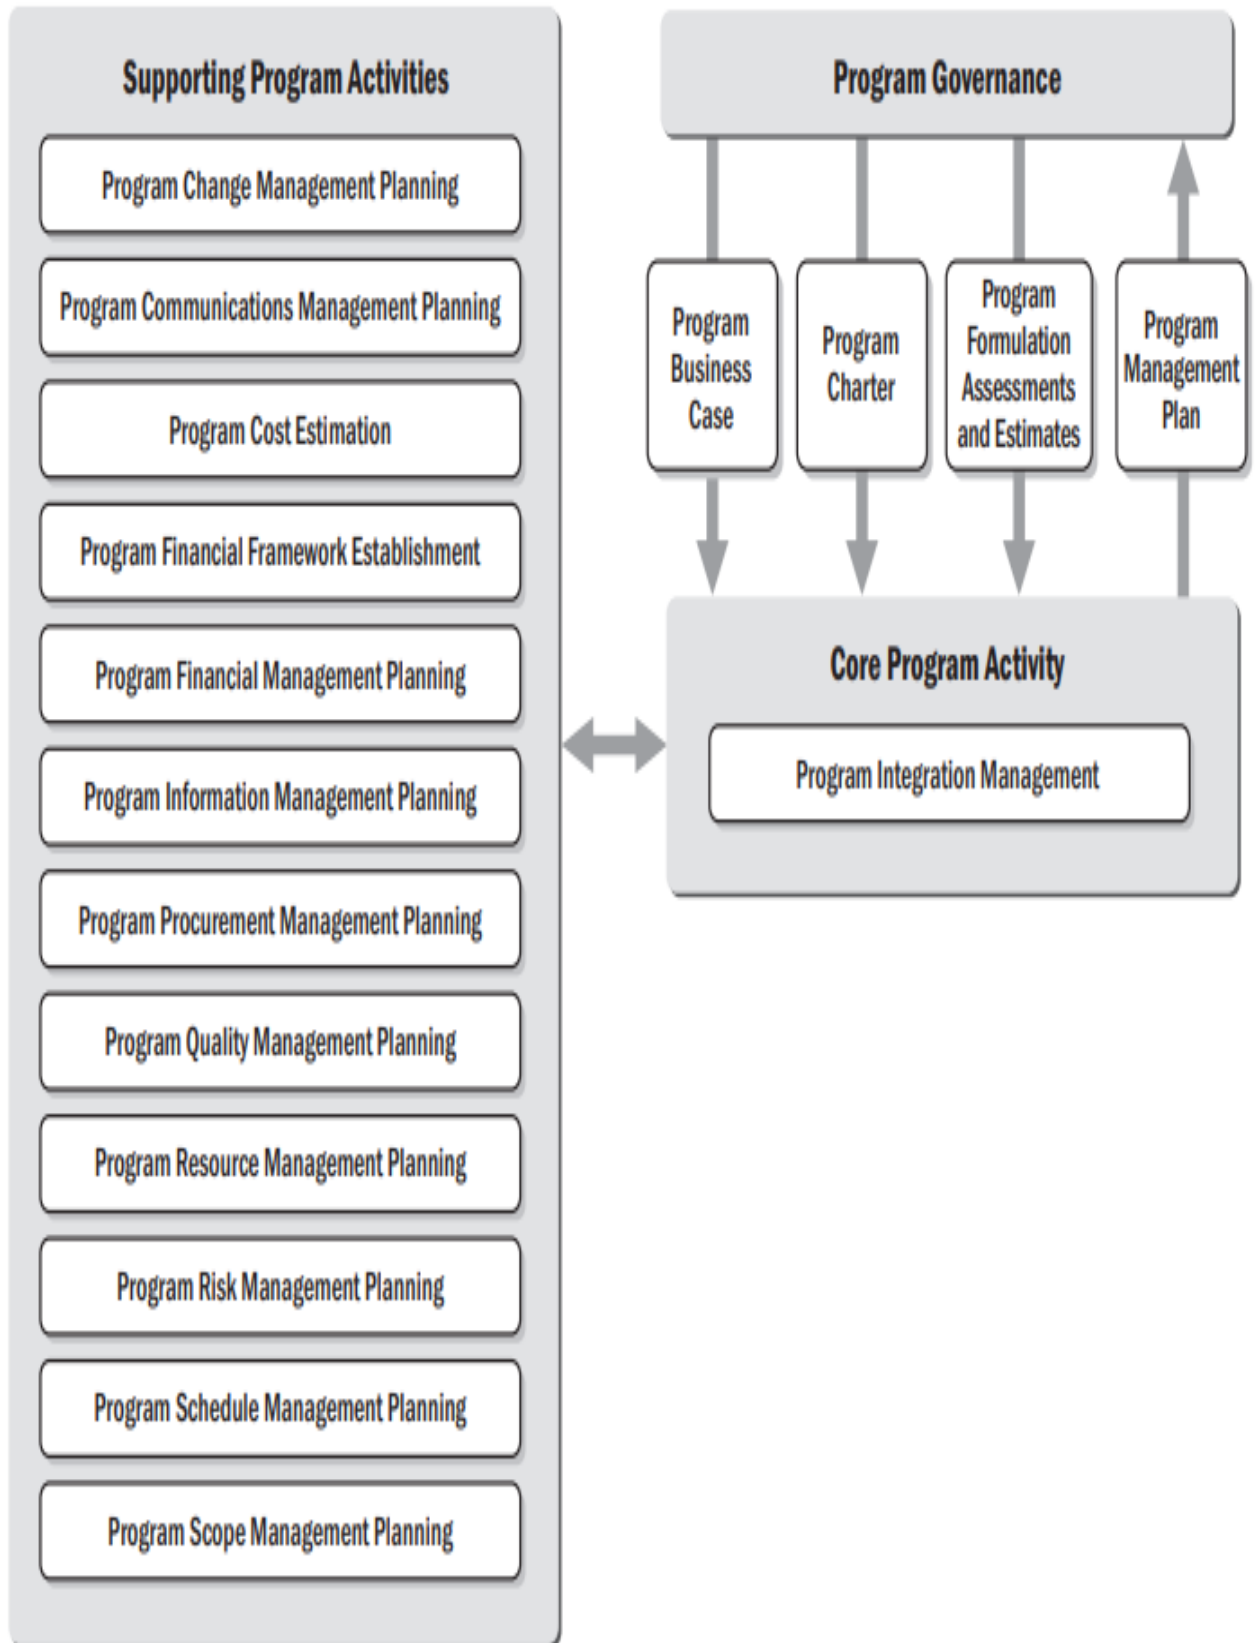 Supporting Program Activities
Program Change Management Planning
Program Communications Management Planning
Program Cost Estimation
Program Financial Framework Establishment
Program Financial Management Planning
Program Information Management Planning
Program Procurement Management Planning
Program Quality Management Planning
Program Resource Management Planning
Program Risk Management Planning
Program Schedule Management Planning
Program Scope Management Planning
Program Governance
Program
Business
Case
Program
Charter
Program
Formulation
Assessments
and Estimates
Program
Management
Plan
Core Program Activity
Program Integration Management